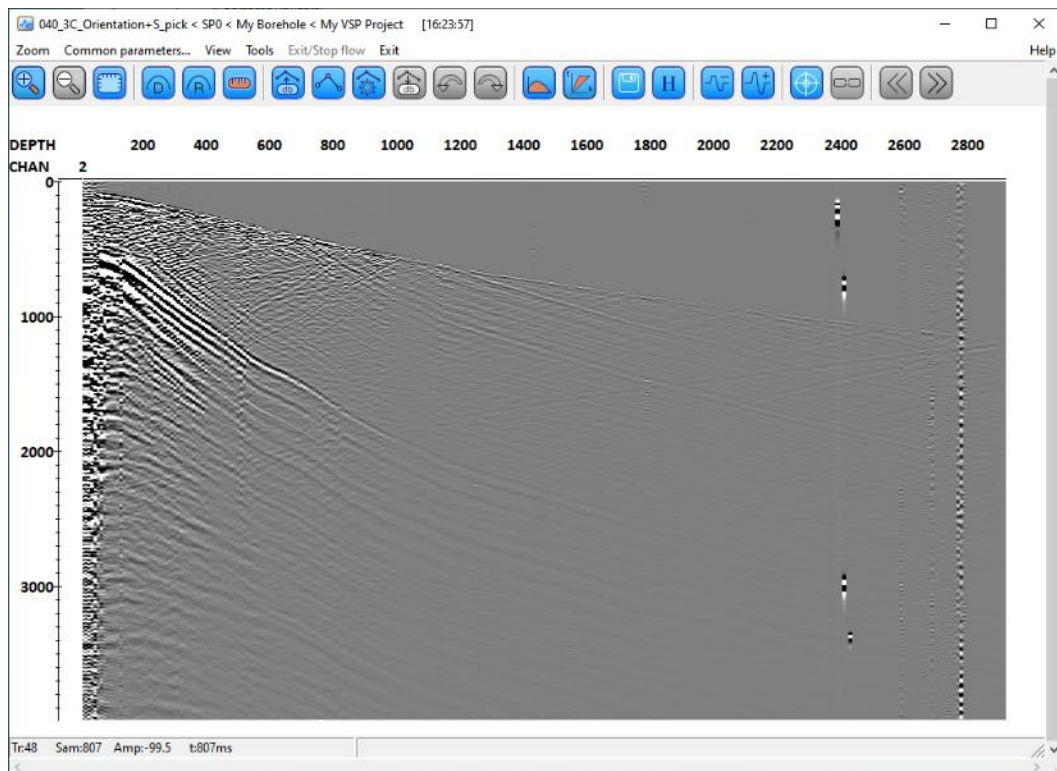 040_3C_Orientation+S_pick < SP0 < My Borehole < My VSP Project [16:23:57]
Zoom Common parameters... View Tools Exit/Stop flow Exit Help
D R db db H
DEPTH 200 400 600 800 1000 1200 1400 1600 1800 2000 2200 2400 2600 2800
CHAN 2
0
1000
2000
3000
Tr:48 Sam:807 Amp:-99.5 t:807ms